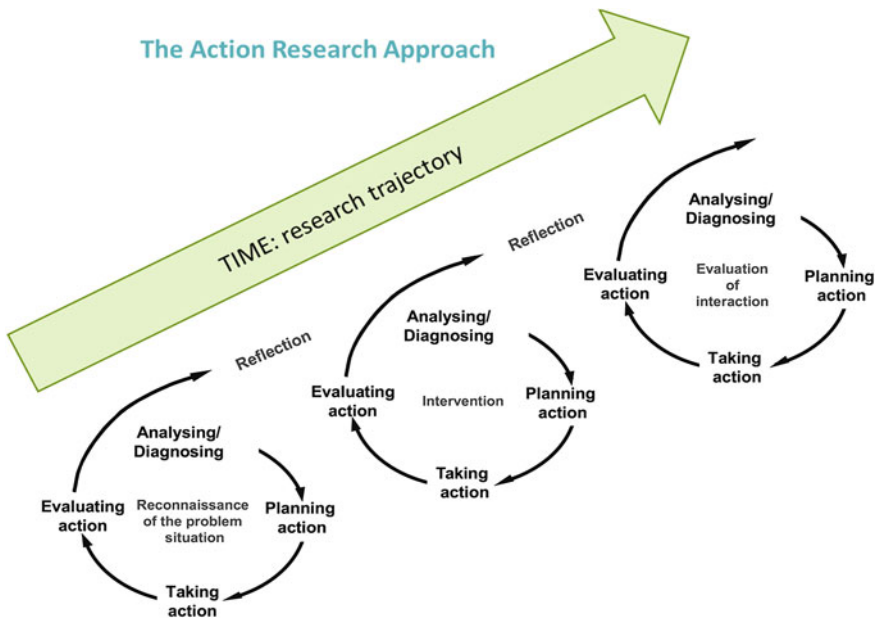 The Action Research Approach
TIME: research trajectory
Reflection
Analysing/
Diagnosing
Evaluating
action
Reconnaissance
of the problem
situation
Planning
action
Taking
action
Reflection
Analysing/
Diagnosing
Evaluating
action
Intervention
Planning
action
Taking
action
Analysing/
Diagnosing
Evaluating
action
Evaluation
of
interaction
Planning
action
Taking
action